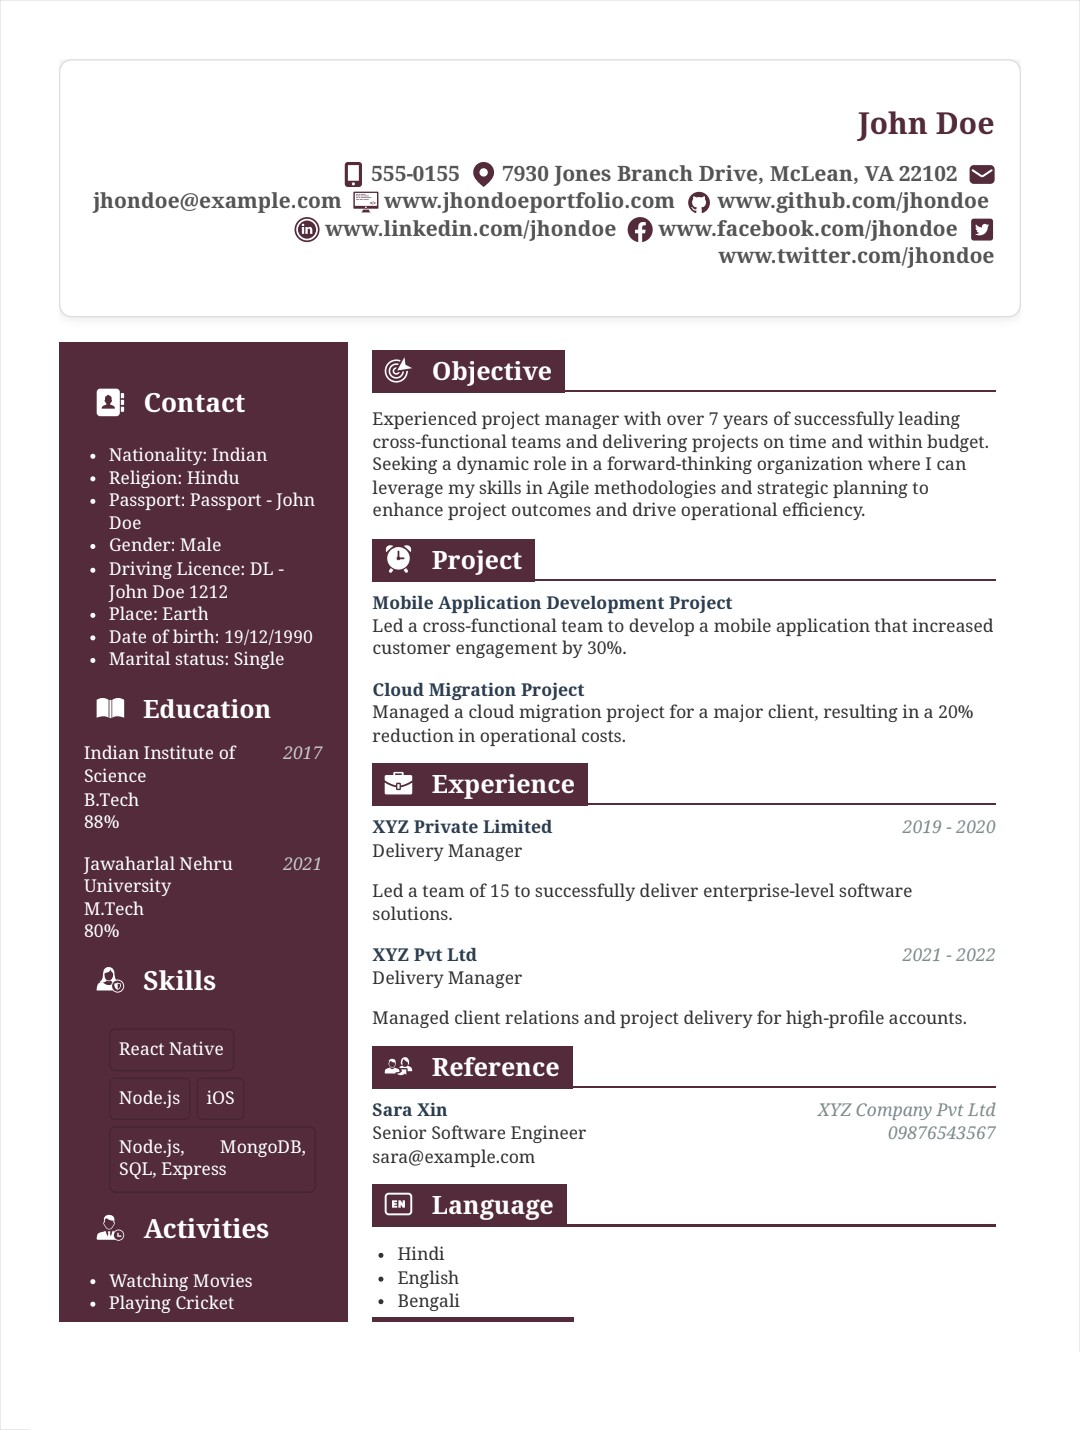 John Doe
555-0155 7930 Jones Branch Drive, McLean, VA 22102
jhondoe@example.com www.jhondoeportfolio.com www.github.com/jhondoe
in www.linkedin.com/jhondoe www.facebook.com/jhondoe
www.twitter.com/jhondoe
Contact
• Nationality: Indian
• Religion: Hindu
• Passport: Passport - John
Doe
• Gender: Male
• Driving Licence: DL -
John Doe 1212
• Place: Earth
• Date of birth: 19/12/1990
• Marital status: Single
Education
Indian Institute of 2017
Science
B.Tech
88%
Jawaharlal Nehru 2021
University
M.Tech
80%
Skills
React Native
Node.js iOS
Node.js, MongoDB,
SQL, Express
Activities
• Watching Movies
• Playing Cricket
Objective
Experienced project manager with over 7 years of successfully leading
cross-functional teams and delivering projects on time and within budget.
Seeking a dynamic role in a forward-thinking organization where I can
leverage my skills in Agile methodologies and strategic planning to
enhance project outcomes and drive operational efficiency.
Project
Mobile Application Development Project
Led a cross-functional team to develop a mobile application that increased
customer engagement by 30%.
Cloud Migration Project
Managed a cloud migration project for a major client, resulting in a 20%
reduction in operational costs.
Experience
XYZ Private Limited 2019 - 2020
Delivery Manager
Led a team of 15 to successfully deliver enterprise-level software
solutions.
XYZ Pvt Ltd 2021 - 2022
Delivery Manager
Managed client relations and project delivery for high-profile accounts.
Reference
Sara Xin XYZ Company Pvt Ltd
Senior Software Engineer 09876543567
sara@example.com
EN Language
• Hindi
• English
• Bengali